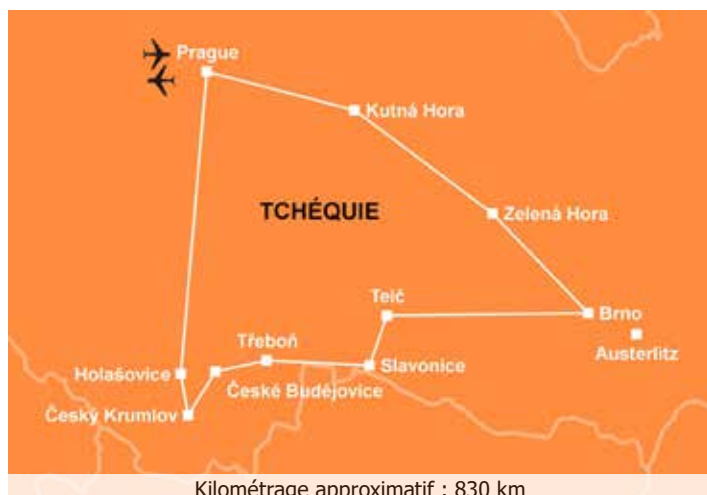 Prague
Kutná Hora
TCHÉQUIE
Zelená Hora
Telč
Brno
Třeboň
Austerlitz
Holašovice
Slavonice
České Budějovice
Český Krumlov
Kilométrage approximatif : 830 km